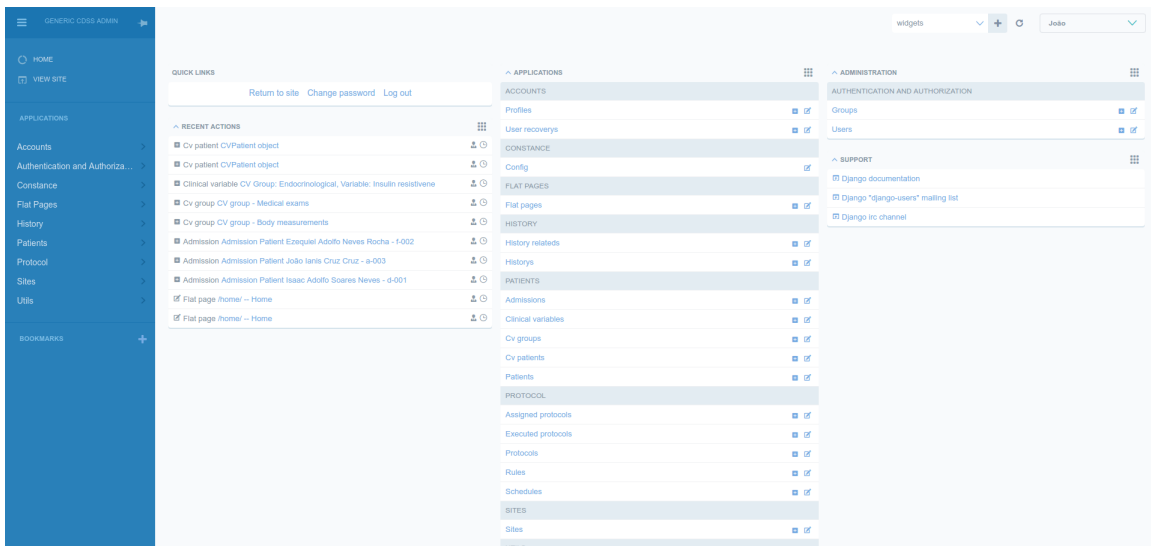 GENERIC CDSS ADMIN
HOME
VIEW SITE
APPLICATIONS
Accounts
Authentication and Authoriza...
Constance
Flat Pages
History
Patients
Protocol
Sites
Utils
BOOKMARKS
widgets
João
QUICK LINKS
Return to site Change password Log out
RECENT ACTIONS
Cv patient CVPatient object
Cv patient CVPatient object
Clinical variable CV Group: Endocrinological, Variable: Insulin resistivene
Cv group CV group - Medical exams
Cv group CV group - Body measurements
Admission Admission Patient Ezequiel Adolfo Neves Rocha - f-002
Admission Admission Patient João Ianis Cruz Cruz - a-003
Admission Admission Patient Isaac Adolfo Soares Neves - d-001
Flat page /home/ -- Home
Flat page /home/ -- Home
APPLICATIONS
ACCOUNTS
Profiles
User recoverys
CONSTANCE
Config
FLAT PAGES
Flat pages
HISTORY
History relateds
Historys
PATIENTS
Admissions
Clinical variables
Cv groups
Cv patients
Patients
PROTOCOL
Assigned protocols
Executed protocols
Protocols
Rules
Schedules
SITES
Sites
ADMINISTRATION
AUTHENTICATION AND AUTHORIZATION
Groups
Users
SUPPORT
Django documentation
Django "django-users" mailing list
Django irc channel